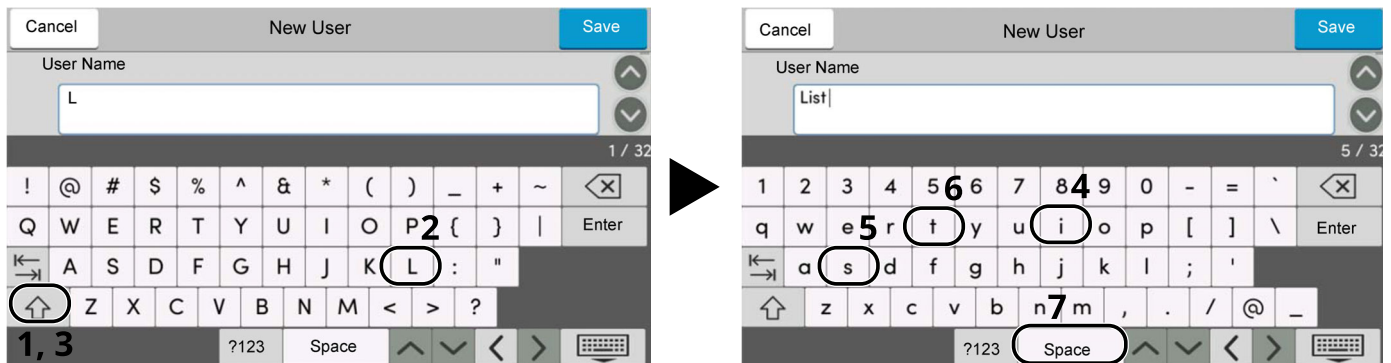 Cancel New User Save
User Name
L
1 / 32
! @ # $ % ^ & * ( ) _ + ~
Q W E R T Y U I O P 2 { } | Enter
A S D F G H J K L : "
Z X C V B N M < > ?
1, 3 ?123 Space
Cancel New User Save
User Name
List
5 / 32
1 2 3 4 5 6 6 7 8 4 9 0 - = `
q w e 5 r t y u i o p [ ] \ Enter
a s d f g h j k l ; '
z x c v b n 7 m , . / @ _
?123 Space